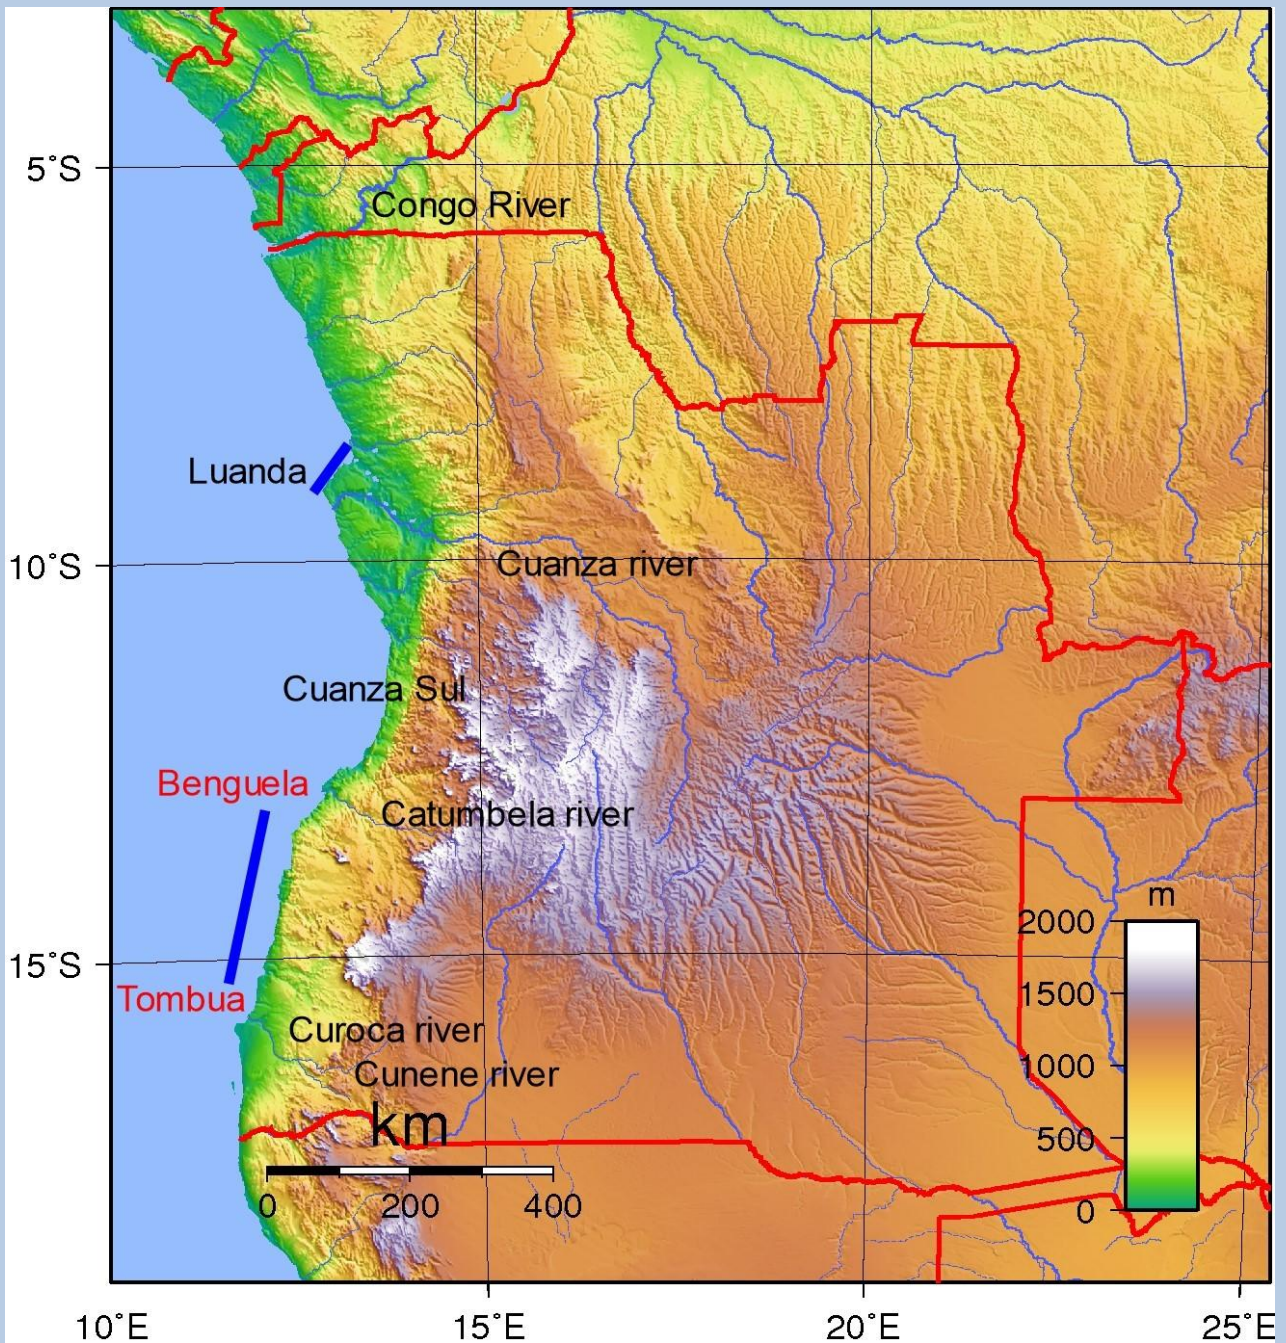 5°S
Congo River
Luanda
10°S
Cuanza river
Cuanza Sul
Benguela
Catumbela river
m
2000
15°S
1500
Tombua
Curoca river
1000
Cunene river
km
500
0 200 400
0
10°E 15°E 20°E 25°E